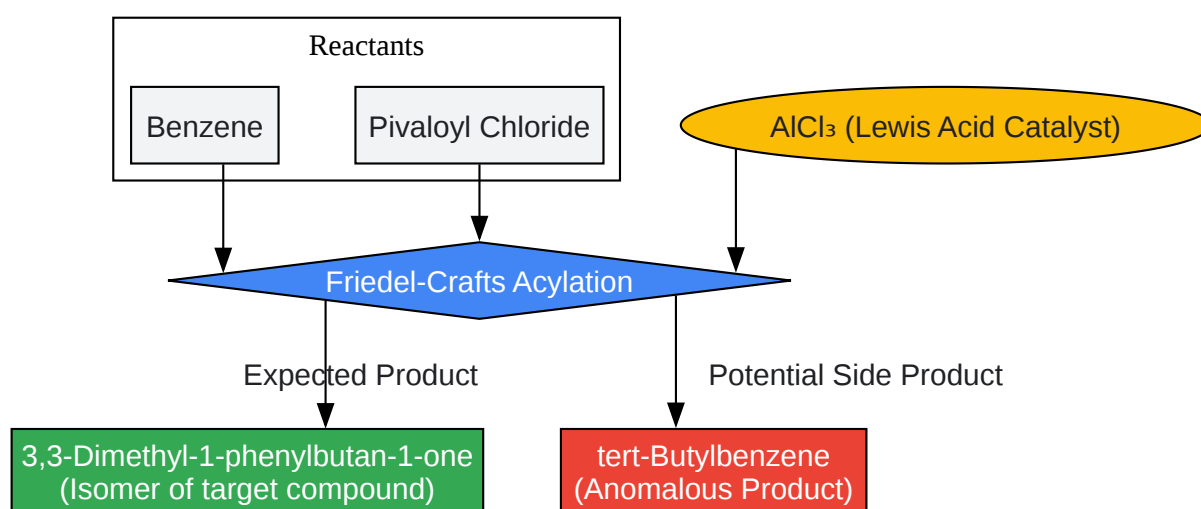 Reactants
Benzene
Pivaloyl Chloride
AlCl₃ (Lewis Acid Catalyst)
Friedel-Crafts Acylation
Expected Product
Potential Side Product
3,3-Dimethyl-1-phenylbutan-1-one
(Isomer of target compound)
tert-Butylbenzene
(Anomalous Product)